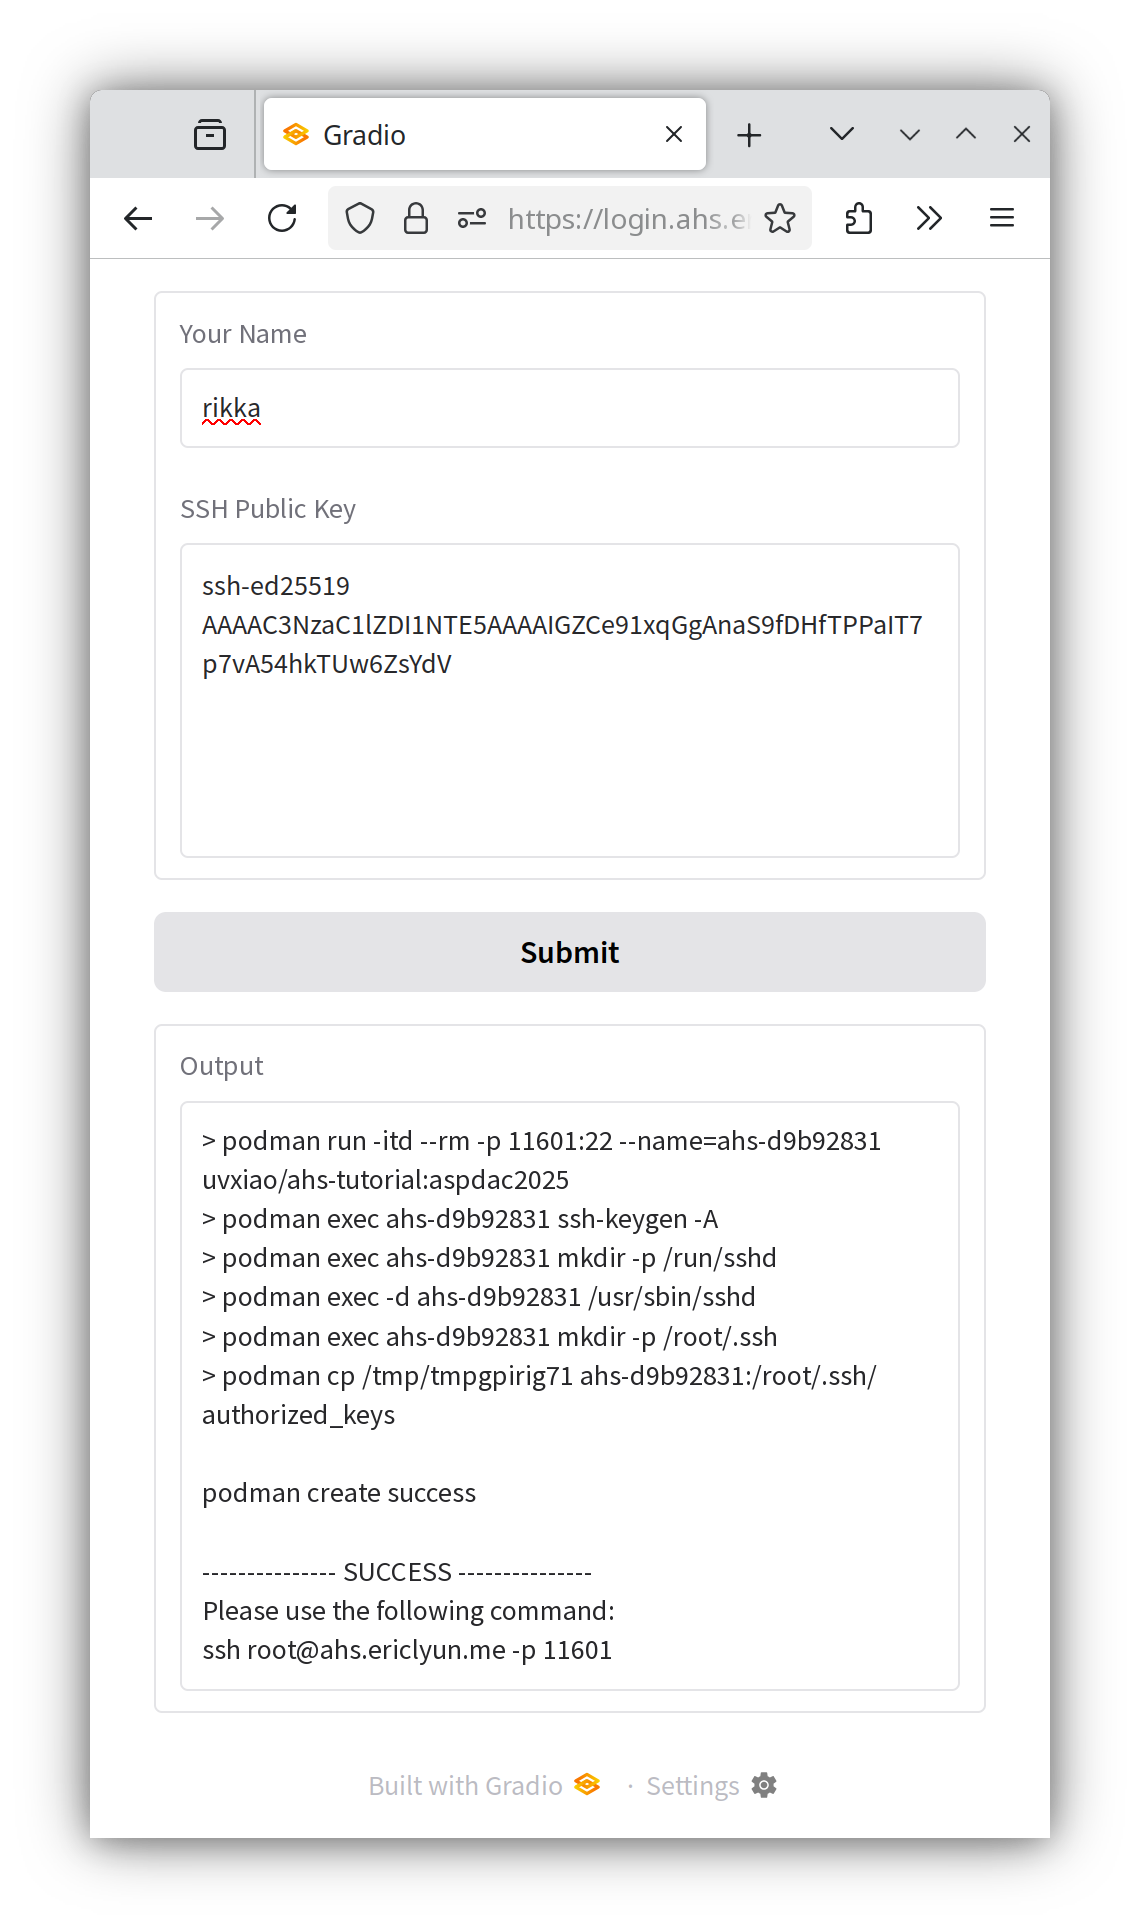 Gradio
https://login.ahs.e
Your Name
rikka
SSH Public Key
ssh-ed25519
AAAAC3NzaC1lZDI1NTE5AAAAIGZCe91xqGgAnaS9fDHfTPPaIT7
p7vA54hkTUw6ZsYdV
Submit
Output
> podman run -itd --rm -p 11601:22 --name=ahs-d9b92831
uvxiao/ahs-tutorial:aspdac2025
> podman exec ahs-d9b92831 ssh-keygen -A
> podman exec ahs-d9b92831 mkdir -p /run/sshd
> podman exec -d ahs-d9b92831 /usr/sbin/sshd
> podman exec ahs-d9b92831 mkdir -p /root/.ssh
> podman cp /tmp/tmpgpirig71 ahs-d9b92831:/root/.ssh/
authorized_keys
podman create success
--------------- SUCCESS ---------------
Please use the following command:
ssh root@ahs.ericlyun.me -p 11601
Built with Gradio · Settings